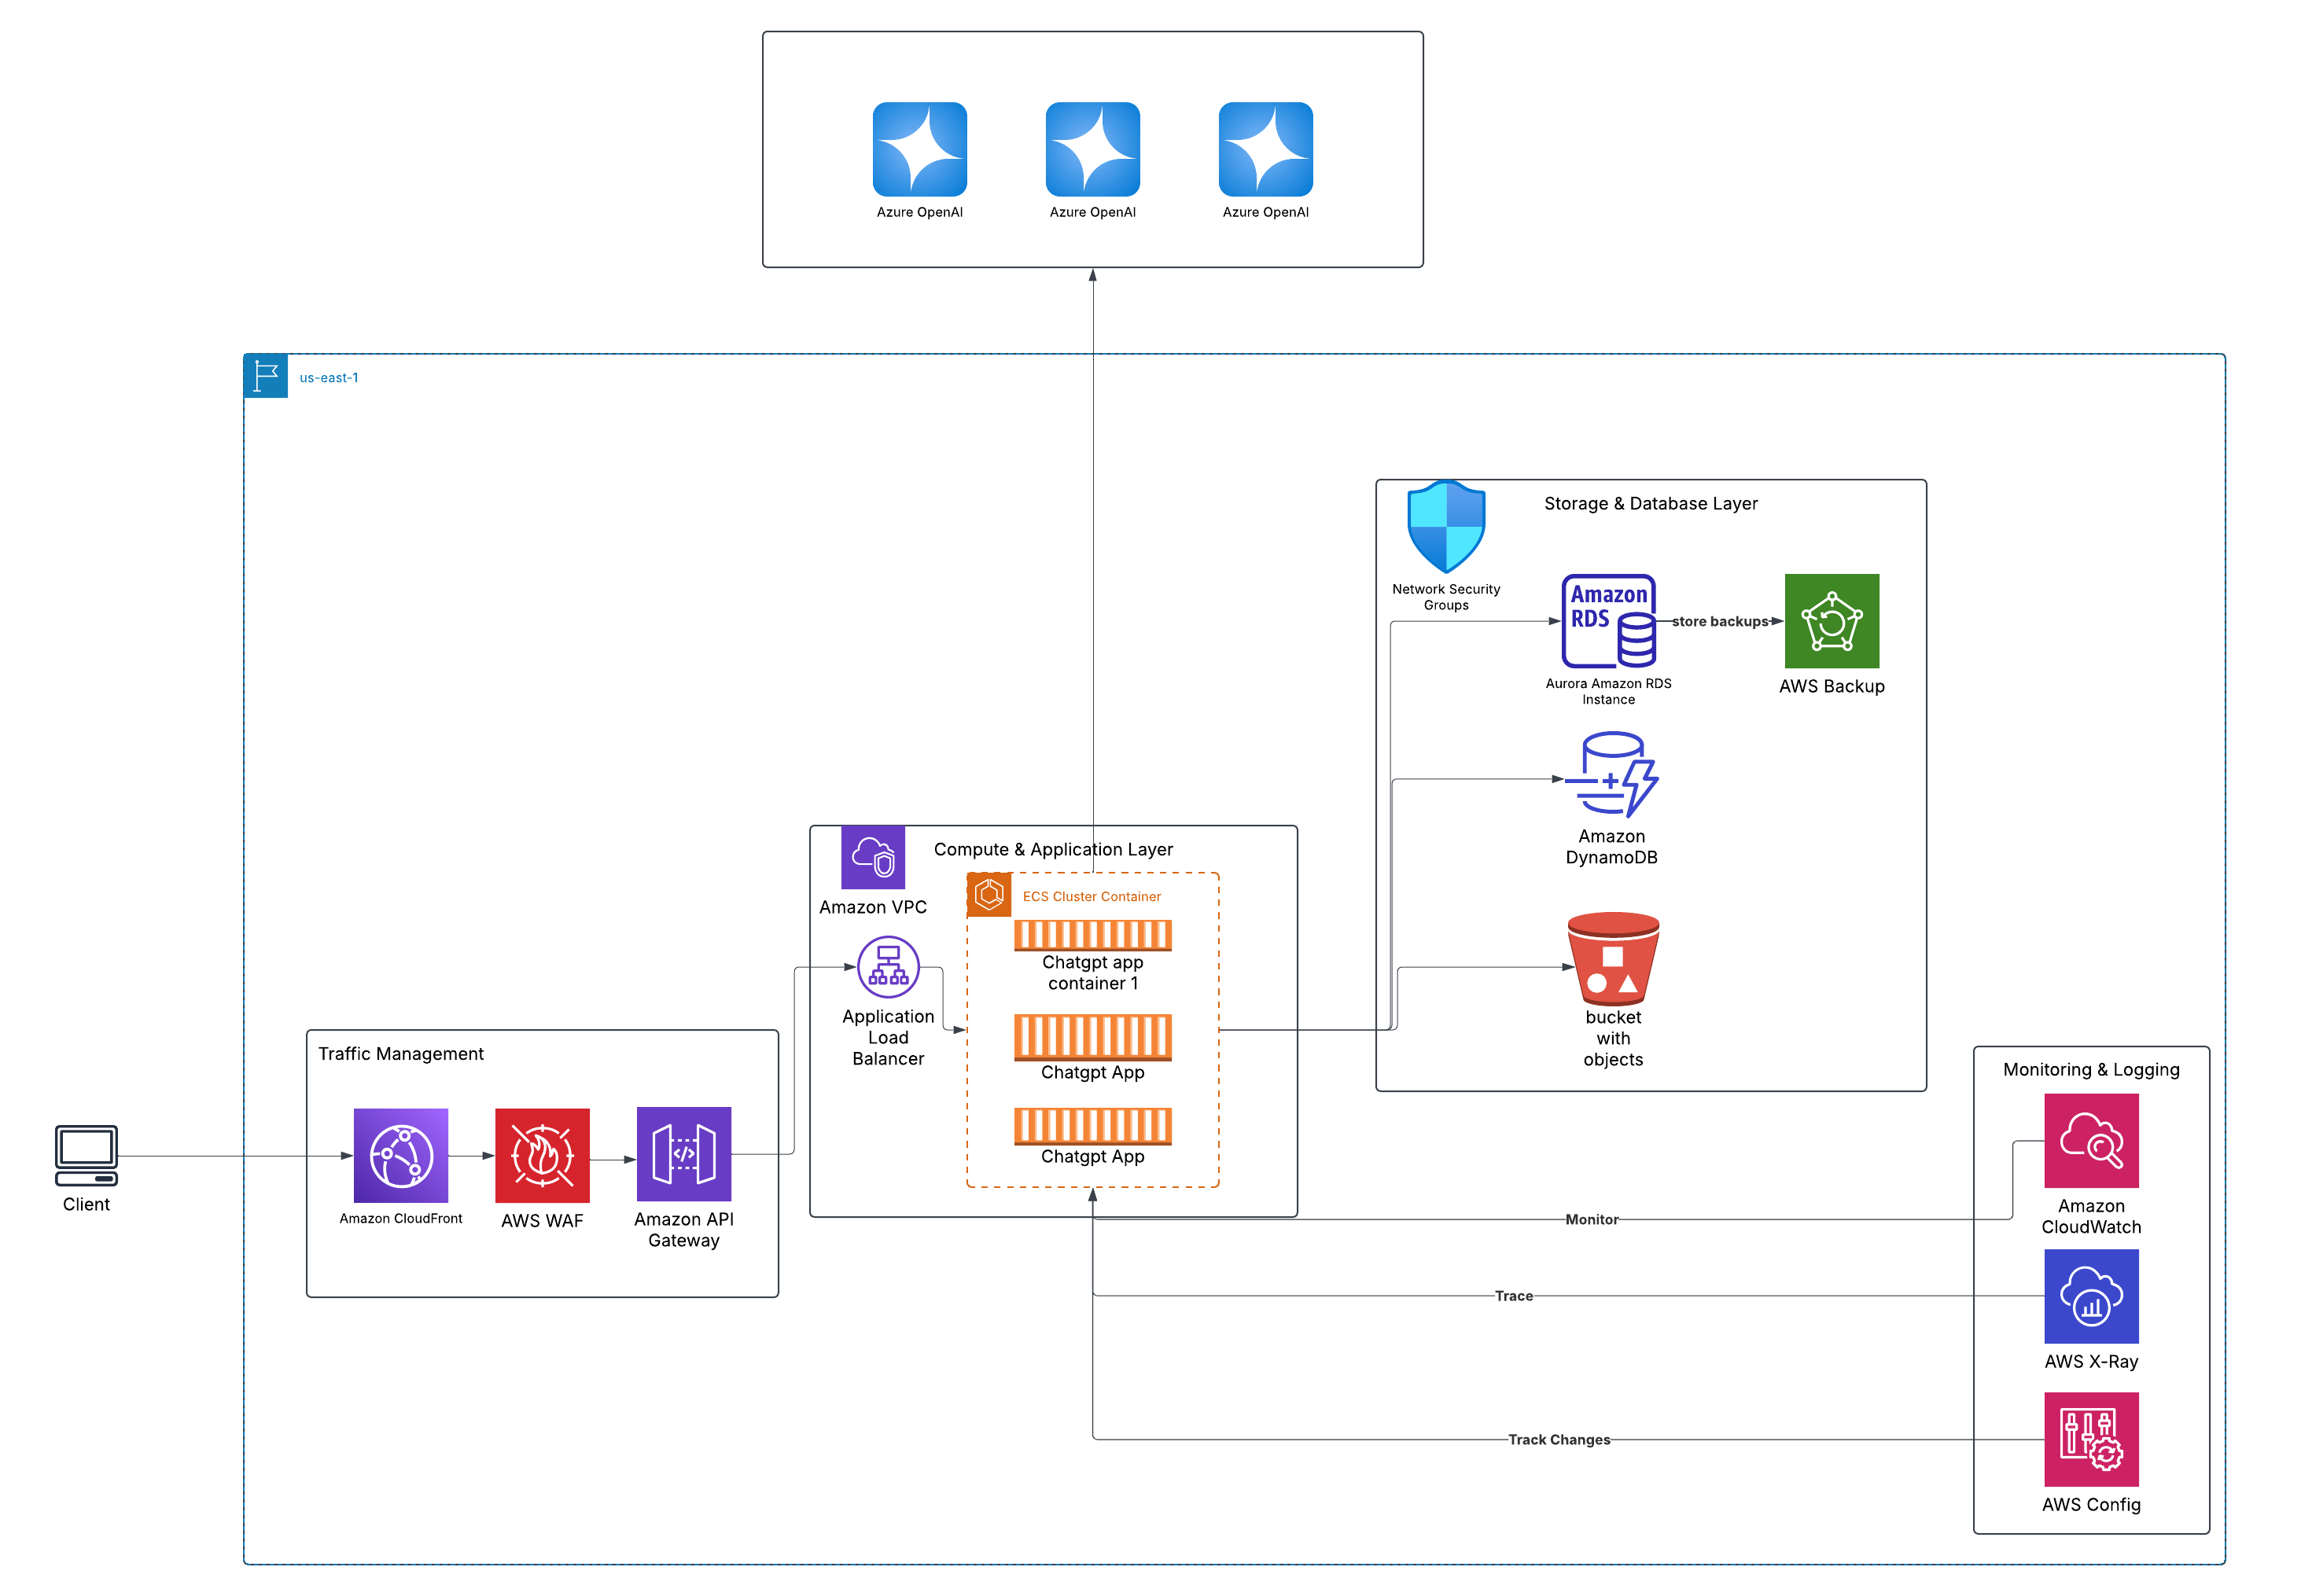 Azure OpenAI
Azure OpenAI
Azure OpenAI
us-east-1
Storage & Database Layer
Network Security
Groups
Amazon
RDS
store backups
Aurora Amazon RDS
Instance
AWS Backup
Amazon
DynamoDB
bucket
with
objects
Compute & Application Layer
Amazon VPC
ECS Cluster Container
Chatgpt app
container 1
Application
Load
Balancer
Chatgpt App
Chatgpt App
Traffic Management
Client
Amazon CloudFront
AWS WAF
</>
Amazon API
Gateway
Monitoring & Logging
Monitor
Amazon
CloudWatch
Trace
AWS X-Ray
Track Changes
AWS Config